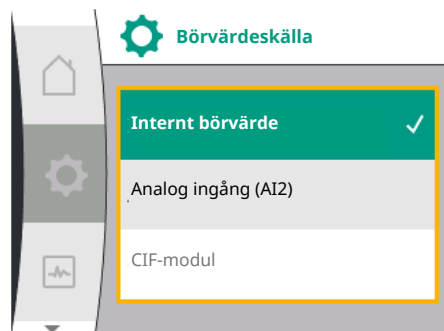 Börvärdeskälla
Internt börvärde
Analog ingång (AI2)
CIF-modul